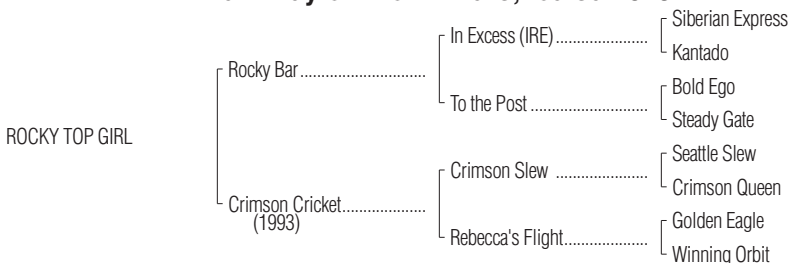 Siberian Express
In Excess (IRE)....................
Kantado
Rocky Bar...........................
Bold Ego
To the Post .........................
Steady Gate
ROCKY TOP GIRL
Seattle Slew
Crimson Slew ....................
Crimson Queen
Crimson Cricket..................
(1993)
Golden Eagle
Rebecca's Flight..................
Winning Orbit